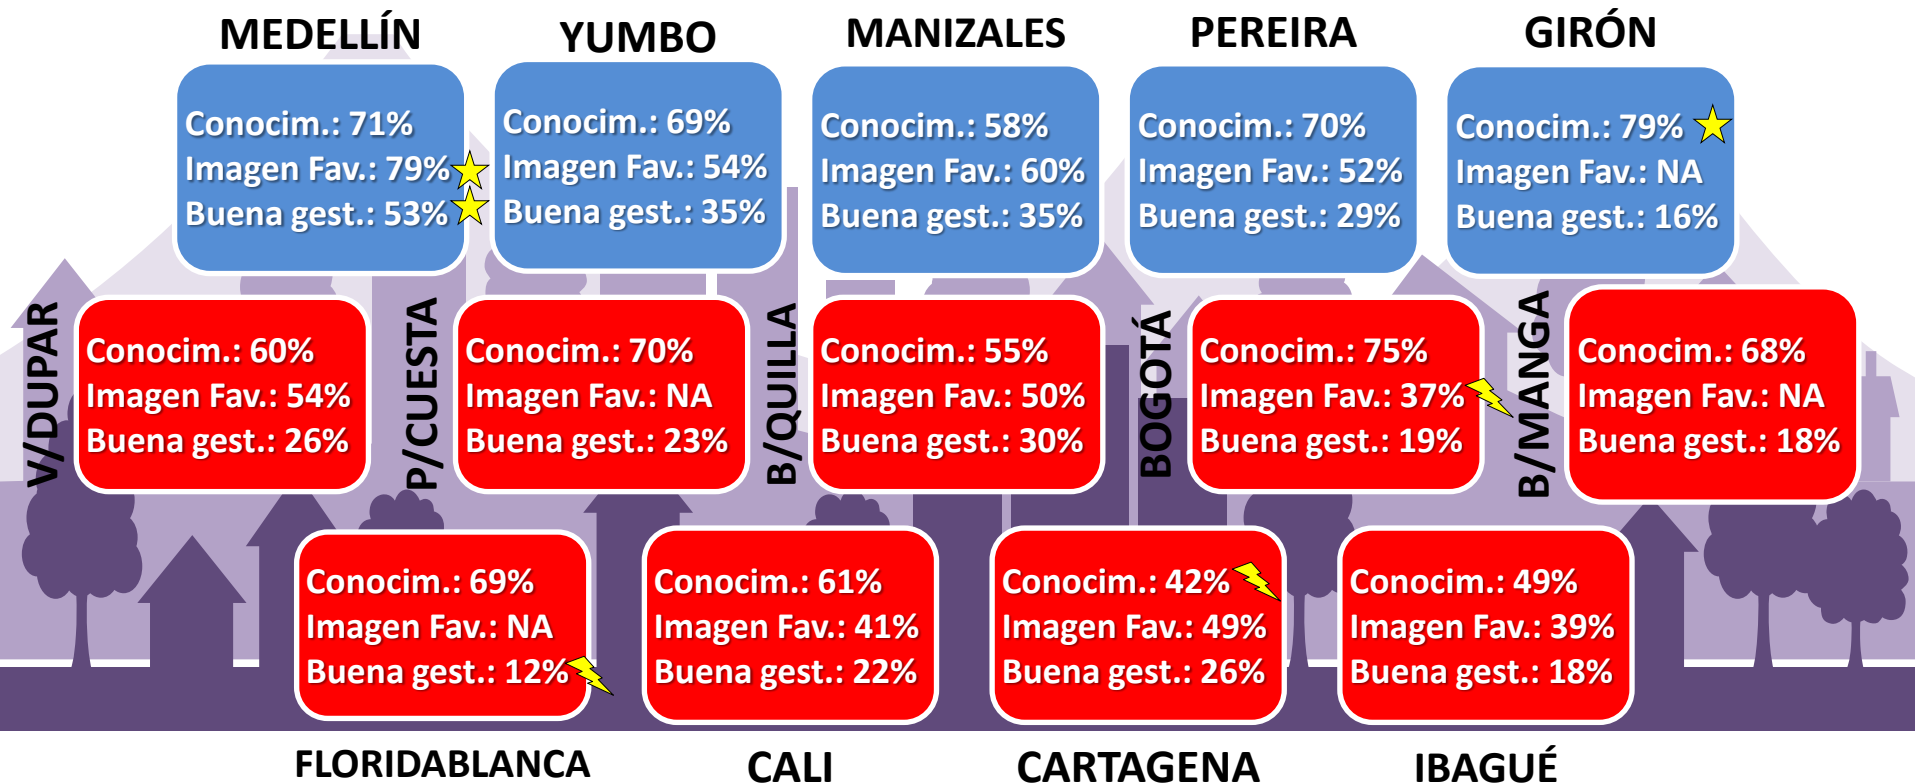 MEDELLÍN
Conocim.: 71%
Imagen Fav.: 79%
Buena gest.: 53%
YUMBO
Conocim.: 69%
Imagen Fav.: 54%
Buena gest.: 35%
MANIZALES
Conocim.: 58%
Imagen Fav.: 60%
Buena gest.: 35%
PEREIRA
Conocim.: 70%
Imagen Fav.: 52%
Buena gest.: 29%
GIRÓN
Conocim.: 79%
Imagen Fav.: NA
Buena gest.: 16%
V/DUPAR
Conocim.: 60%
Imagen Fav.: 54%
Buena gest.: 26%
P/CUESTA
Conocim.: 70%
Imagen Fav.: NA
Buena gest.: 23%
B/QUILLA
Conocim.: 55%
Imagen Fav.: 50%
Buena gest.: 30%
BOGOTÁ
Conocim.: 75%
Imagen Fav.: 37%
Buena gest.: 19%
B/MANGA
Conocim.: 68%
Imagen Fav.: NA
Buena gest.: 18%
Conocim.: 69%
Imagen Fav.: NA
Buena gest.: 12%
FLORIDABLANCA
Conocim.: 61%
Imagen Fav.: 41%
Buena gest.: 22%
CALI
Conocim.: 42%
Imagen Fav.: 49%
Buena gest.: 26%
CARTAGENA
Conocim.: 49%
Imagen Fav.: 39%
Buena gest.: 18%
IBAGUÉ